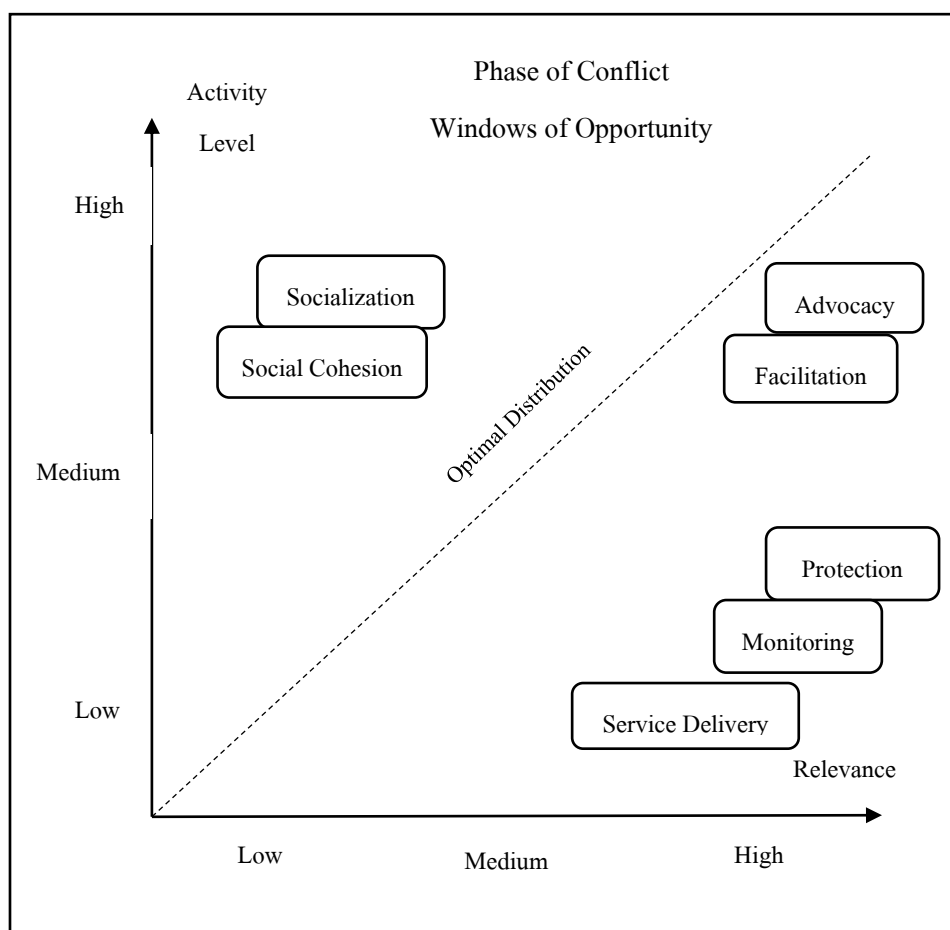 Phase of Conflict
Activity
Windows of Opportunity
Level
High
Socialization
Advocacy
Social Cohesion
Facilitation
Optimal Distribution
Medium
Protection
Monitoring
Low
Service Delivery
Relevance
Low
Medium
High